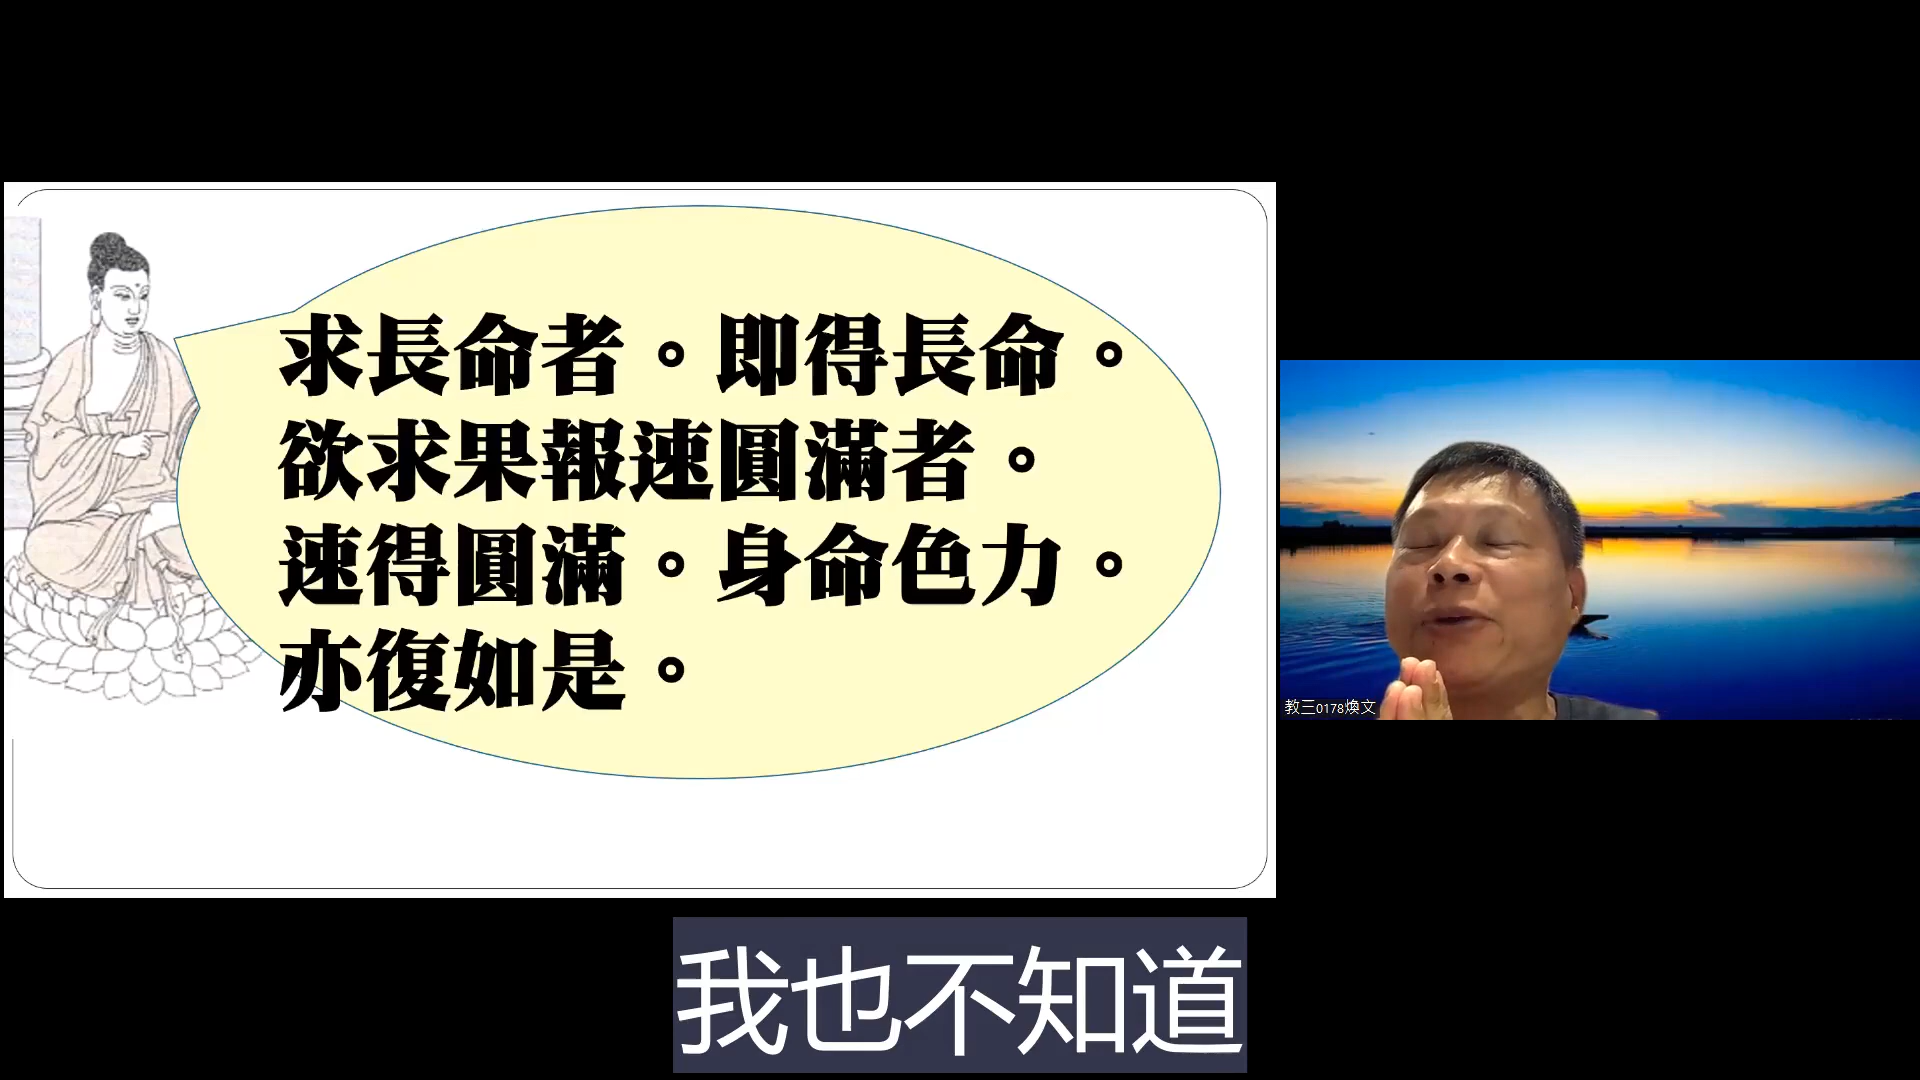 求長命者。即得長命。
欲求果報速圓滿者。
速得圓滿。身命色力。
亦復如是。
教三0178煥文
我也不知道